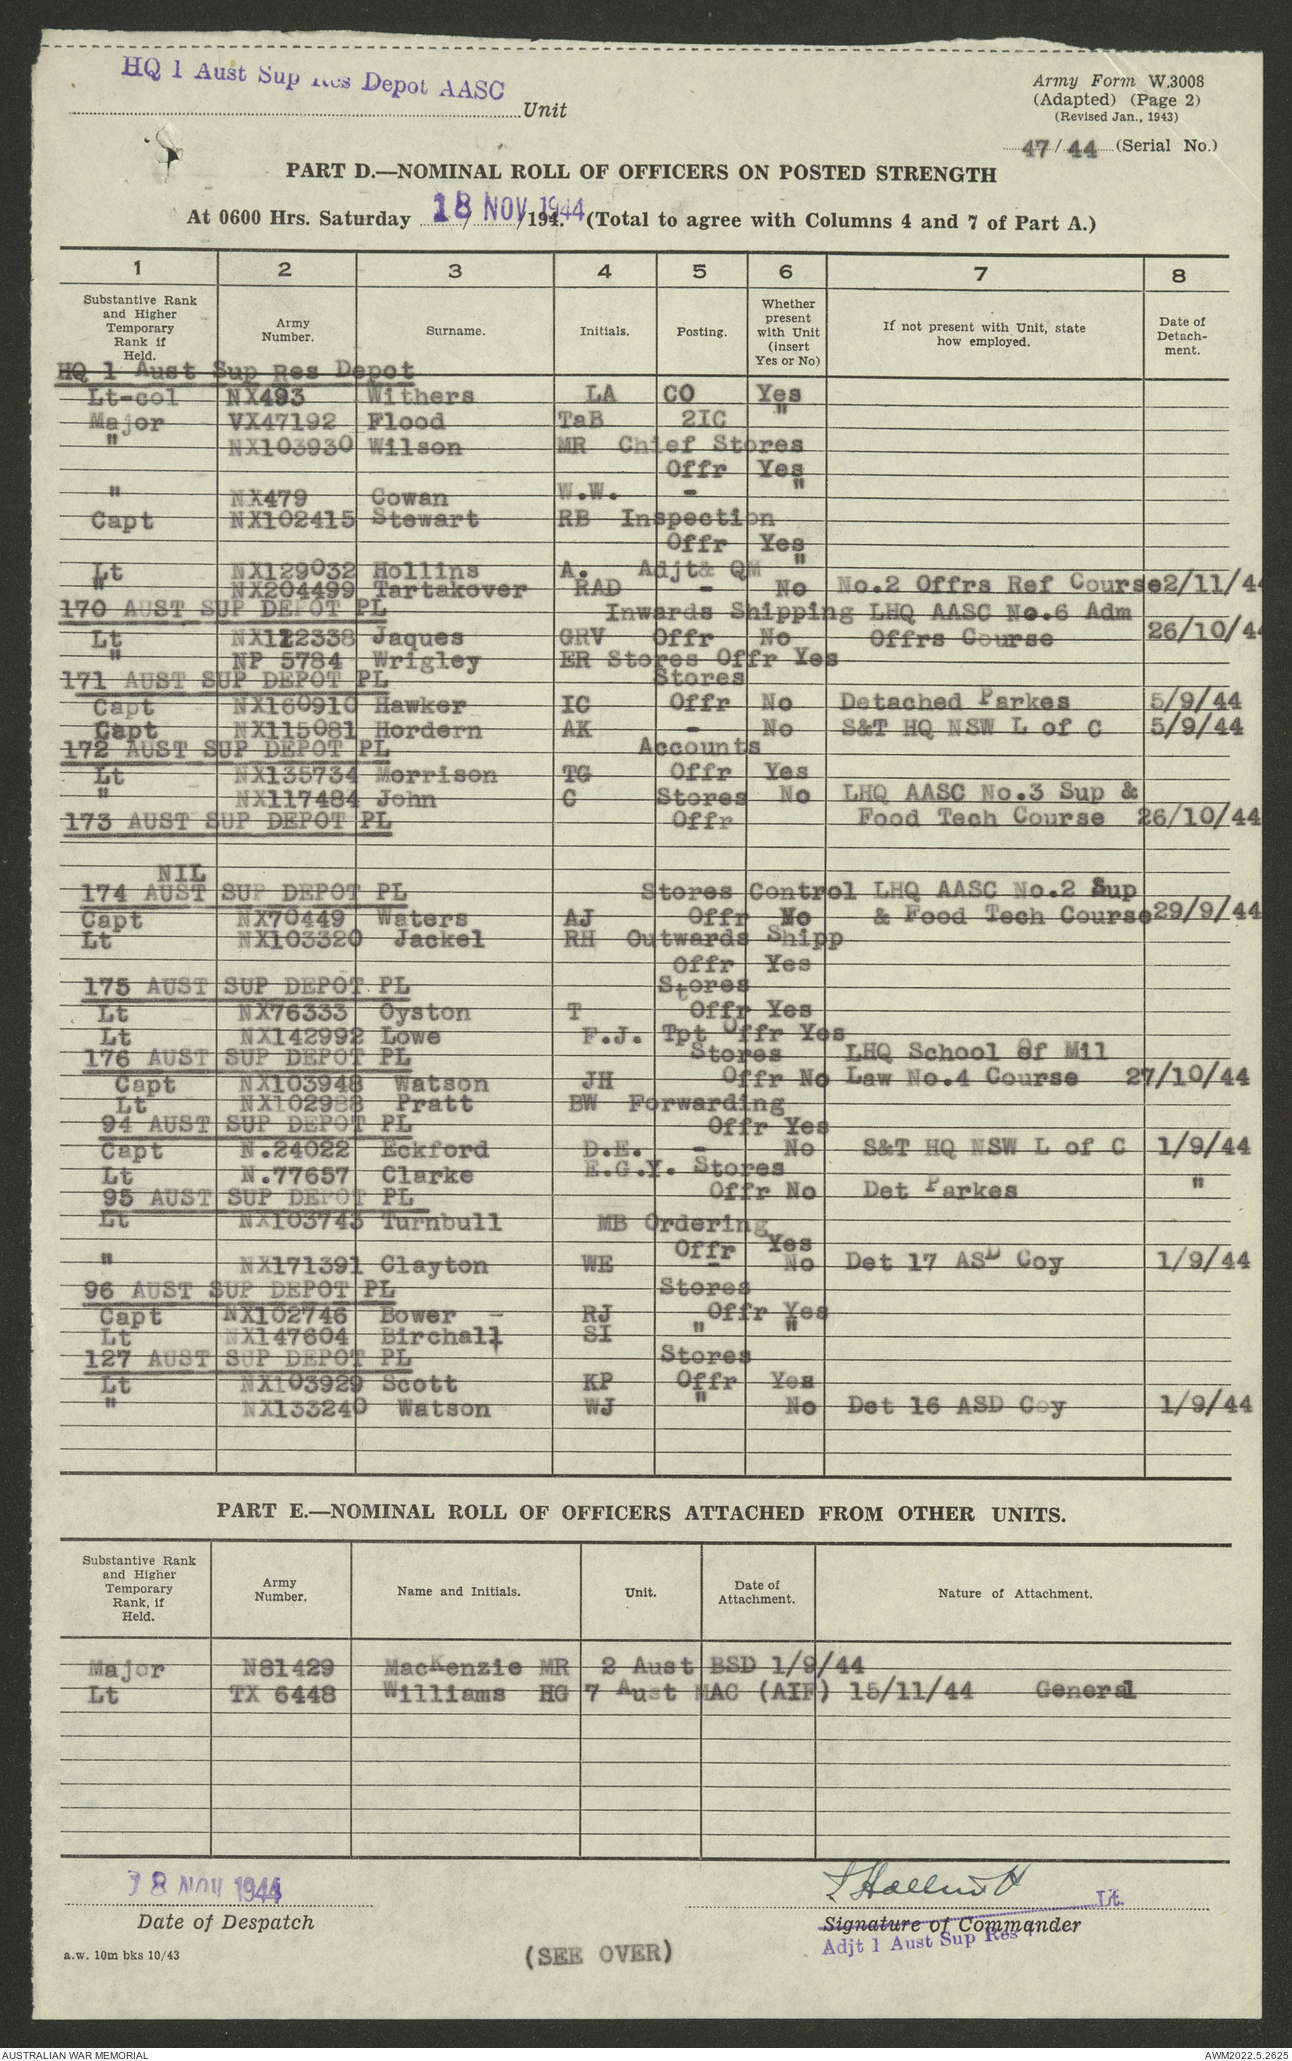 HQ 1 Aust Sup Res Depot AASC
Unit
Army Form W.3008
(Adapted) (Page 2)
(Revised Jan., 1943)
47/44 (Serial No.)
PART D.—NOMINAL ROLL OF OFFICERS ON POSTED STRENGTH
At 0600 Hrs. Saturday 18 NOV 1944 /194. (Total to agree with Columns 4 and 7 of Part A.)
1 2 3 4 5 6 7 8
Substantive Rank and Higher Temporary Rank if Held. Army Number. Surname. Initials. Posting. Whether present with Unit (insert Yes or No) If not present with Unit, state how employed. Date of Detach-ment.
HQ 1 Aust Sup Res Depot
Lt-col NX493 Withers LA CO Yes
Major VX47192 Flood TaB 2IC "
" NX103930 Wilson MR Chief Stores
Offr Yes
" NX479 Cowan W.W. - "
Capt NX102415 Stewart RB Inspection
Offr Yes
Lt NX129032 Hollins A. Adjt& QM "
" NX204499 Tartakover RAD - No No.2 Offrs Ref Course 2/11/44
170 AUST SUP DEPOT PL Inwards Shipping LHQ AASC No.6 Adm
Lt NX122338 Jaques GRV Offr No Offrs Course 26/10/44
" NP 5784 Wrigley ER Stores Offr Yes
171 AUST SUP DEPOT PL Stores
Capt NX160910 Hawker IC Offr No Detached Parkes 5/9/44
Capt NX115081 Hordern AK - No S&T HQ NSW L of C 5/9/44
172 AUST SUP DEPOT PL Accounts
Lt NX135734 Morrison TG Offr Yes
" NX117484 John C Stores No LHQ AASC No.3 Sup &
173 AUST SUP DEPOT PL Offr Food Tech Course 26/10/44
NIL
174 AUST SUP DEPOT PL Stores Control LHQ AASC No.2 Sup
Capt NX70449 Waters AJ Offr No & Food Tech Course 29/9/44
Lt NX103320 Jackel RH Outwards Shipp
Offr Yes
175 AUST SUP DEPOT PL Stores
Lt NX76333 Oyston T Offr Yes
Lt NX142992 Lowe F.J. Tpt Offr Yes
176 AUST SUP DEPOT PL Stores LHQ School of Mil
Capt NX103948 Watson JH Offr No Law No.4 Course 27/10/44
Lt NX102988 Pratt BW Forwarding
94 AUST SUP DEPOT PL Offr Yes
Capt N.24022 Eckford D.E. - No S&T HQ NSW L of C 1/9/44
Lt N.77657 Clarke E.G.Y. Stores
95 AUST SUP DEPOT PL Offr No Det Parkes "
Lt NX103743 Turnbull MB Ordering
Offr Yes
" NX171391 Clayton WE - No Det 17 ASD Coy 1/9/44
96 AUST SUP DEPOT PL Stores
Capt NX102746 Bower - RJ Offr Yes
Lt NX147604 Birchall SI " "
127 AUST SUP DEPOT PL Stores
Lt NX103929 Scott KP Offr Yes
" NX133240 Watson WJ " No Det 16 ASD Coy 1/9/44
PART E.—NOMINAL ROLL OF OFFICERS ATTACHED FROM OTHER UNITS.
Substantive Rank and Higher Temporary Rank, if Held. Army Number. Name and Initials. Unit. Date of Attachment. Nature of Attachment.
Major N81429 MacKenzie MR 2 Aust BSD 1/9/44
Lt TX 6448 Williams HG 7 Aust MAC (AIF) 15/11/44 General
18 NOV 1944
Lt.
Date of Despatch
Signature of Commander
Adjt 1 Aust Sup Res
a.w. 10m bks 10/43
(SEE OVER)
AUSTRALIAN WAR MEMORIAL
AWM2022.5.2625